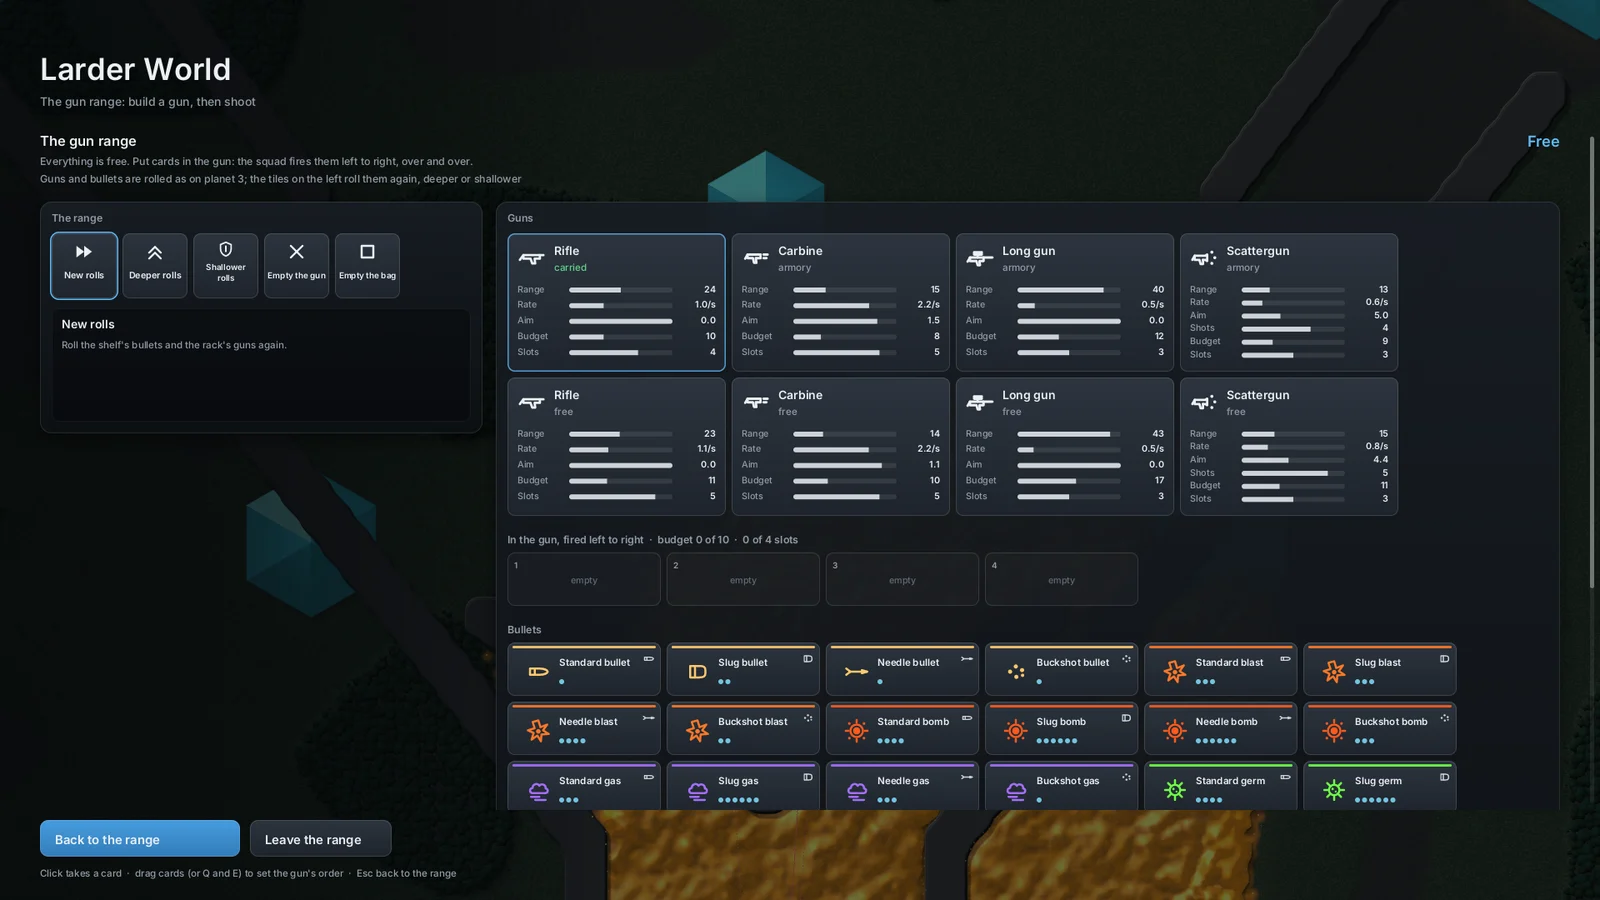 Larder World
The gun range: build a gun, then shoot
The gun range
Free
Everything is free. Put cards in the gun: the squad fires them left to right, over and over.
Guns and bullets are rolled as on planet 3; the tiles on the left roll them again, deeper or shallower
The range
New rolls
Deeper rolls
Shallower
rolls
Empty the gun
Empty the bag
New rolls
Roll the shelf's bullets and the rack's guns again.
Guns
Rifle
carried
Range 24
Rate 1.0/s
Aim 0.0
Budget 10
Slots 4
Carbine
armory
Range 15
Rate 2.2/s
Aim 1.5
Budget 8
Slots 5
Long gun
armory
Range 40
Rate 0.5/s
Aim 0.0
Budget 12
Slots 3
Scattergun
armory
Range 13
Rate 0.6/s
Aim 5.0
Shots 4
Budget 9
Slots 3
Rifle
free
Range 23
Rate 1.1/s
Aim 0.0
Budget 11
Slots 5
Carbine
free
Range 14
Rate 2.2/s
Aim 1.1
Budget 10
Slots 5
Long gun
free
Range 43
Rate 0.5/s
Aim 0.0
Budget 17
Slots 3
Scattergun
free
Range 15
Rate 0.8/s
Aim 4.4
Shots 5
Budget 11
Slots 3
In the gun, fired left to right · budget 0 of 10 · 0 of 4 slots
1 empty
2 empty
3 empty
4 empty
Bullets
Standard bullet
Slug bullet
Needle bullet
Buckshot bullet
Standard blast
Slug blast
Needle blast
Buckshot blast
Standard bomb
Slug bomb
Needle bomb
Buckshot bomb
Standard gas
Slug gas
Needle gas
Buckshot gas
Standard germ
Slug germ
Back to the range
Leave the range
Click takes a card · drag cards (or Q and E) to set the gun's order · Esc back to the range